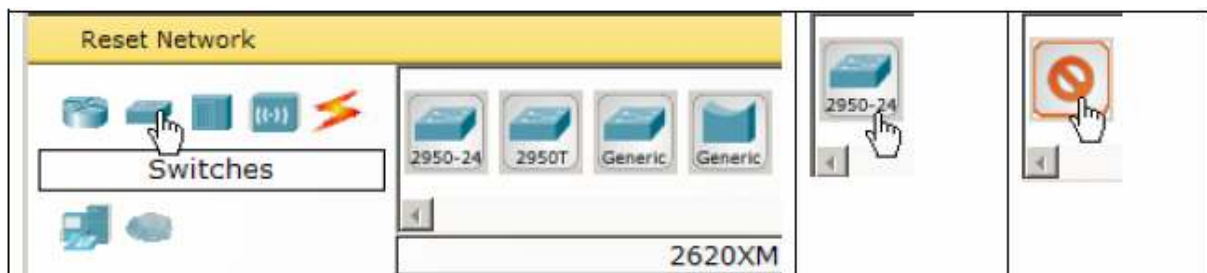 Reset Network
2950-24
2950T
Generic
Generic
Switches
2620XM
2950-24